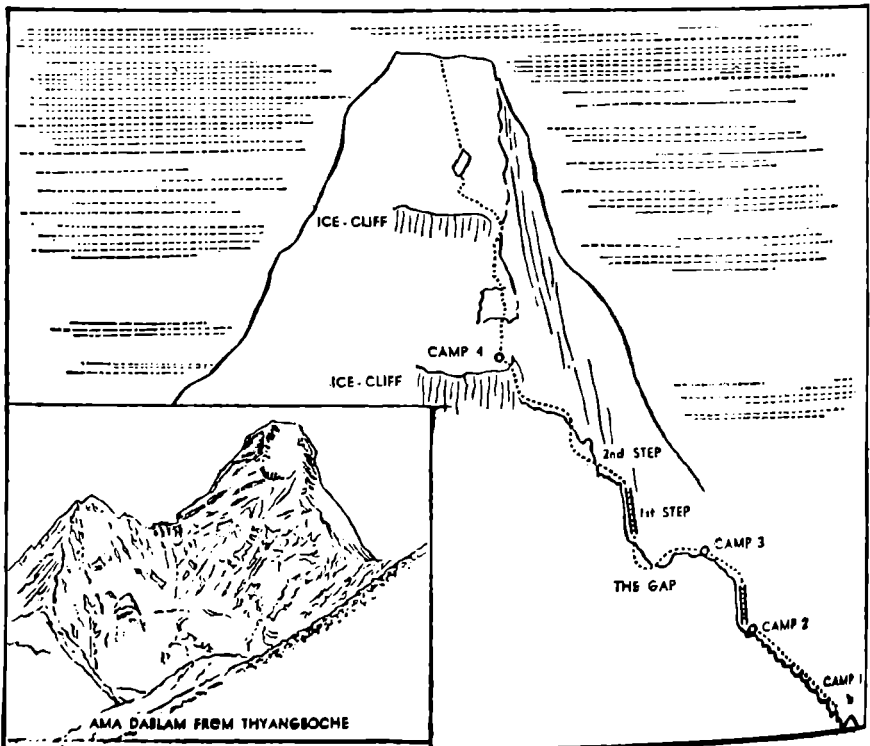 ICE-CLIFF
CAMP 4
ICE-CLIFF
2nd STEP
1st STEP
CAMP 3
THE GAP
CAMP 2
CAMP 1
AMA DABLAM FROM THYANGBOCHE